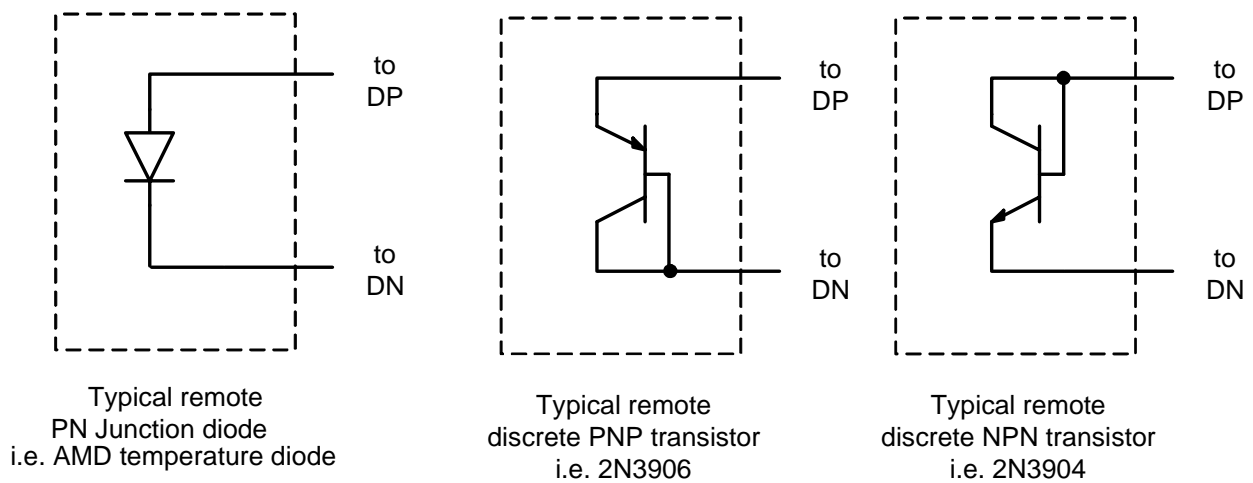 to
DP
to
DN
Typical remote
PN Junction diode
i.e. AMD temperature diode
to
DP
to
DN
Typical remote
discrete PNP transistor
i.e. 2N3906
to
DP
to
DN
Typical remote
discrete NPN transistor
i.e. 2N3904